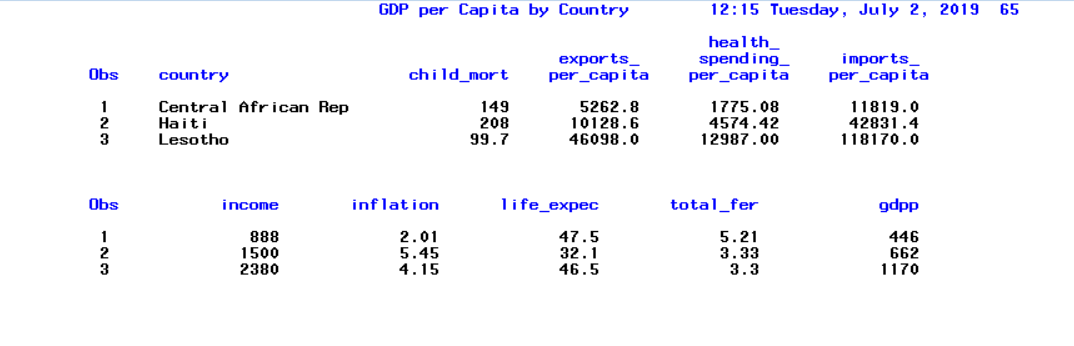 GDP per Capita by Country 12:15 Tuesday, July 2, 2019 65
health_
exports_ spending_ imports_
Obs country child_mort per_capita per_capita per_capita
1 Central African Rep 149 5262.8 1775.08 11819.0
2 Haiti 208 10128.6 4574.42 42831.4
3 Lesotho 99.7 46098.0 12987.00 118170.0
Obs income inflation life_expec total_fer gdpp
1 888 2.01 47.5 5.21 446
2 1500 5.45 32.1 3.33 662
3 2380 4.15 46.5 3.3 1170